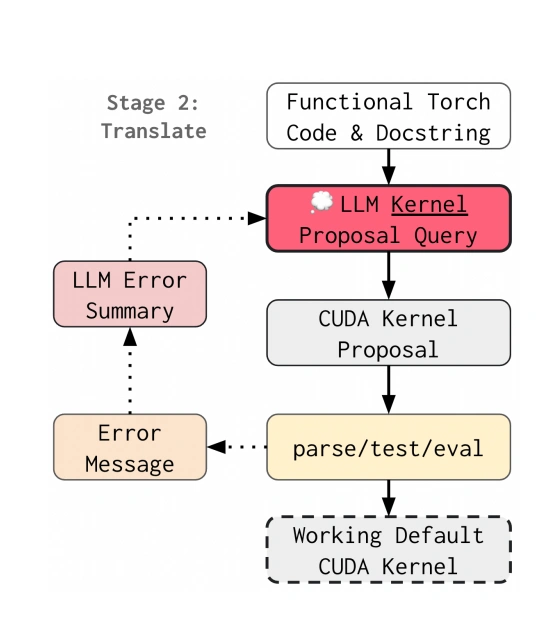 Stage 2:
Translate
Functional Torch
Code & Docstring
LLM Kernel
Proposal Query
LLM Error
Summary
CUDA Kernel
Proposal
Error
Message
parse/test/eval
Working Default
CUDA Kernel